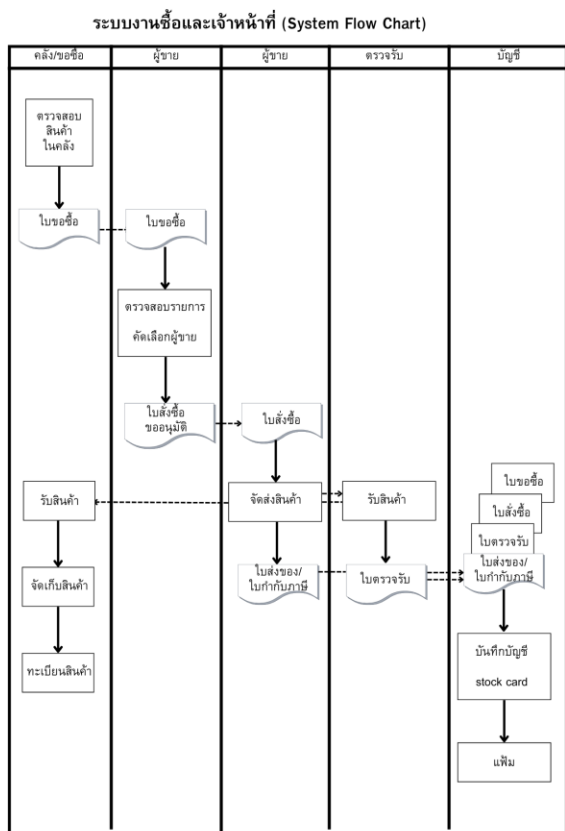 ระบบงานซื้อและเจ้าหน้าที่ (System Flow Chart)
คลัง/ขอซื้อ
ผู้ขาย
ผู้ขาย
ตรวจรับ
บัญชี
ตรวจสอบ
สินค้า
ในคลัง
ใบขอซื้อ
ใบขอซื้อ
ตรวจสอบรายการ
คัดเลือกผู้ขาย
ใบสั่งซื้อ
ขออนุมัติ
ใบสั่งซื้อ
รับสินค้า
จัดส่งสินค้า
รับสินค้า
ใบขอซื้อ
ใบสั่งซื้อ
ใบตรวจรับ
ใบส่งของ/
ใบกำกับภาษี
จัดเก็บสินค้า
ใบส่งของ/
ใบกำกับภาษี
ใบตรวจรับ
ทะเบียนสินค้า
บันทึกบัญชี
stock card
แฟ้ม